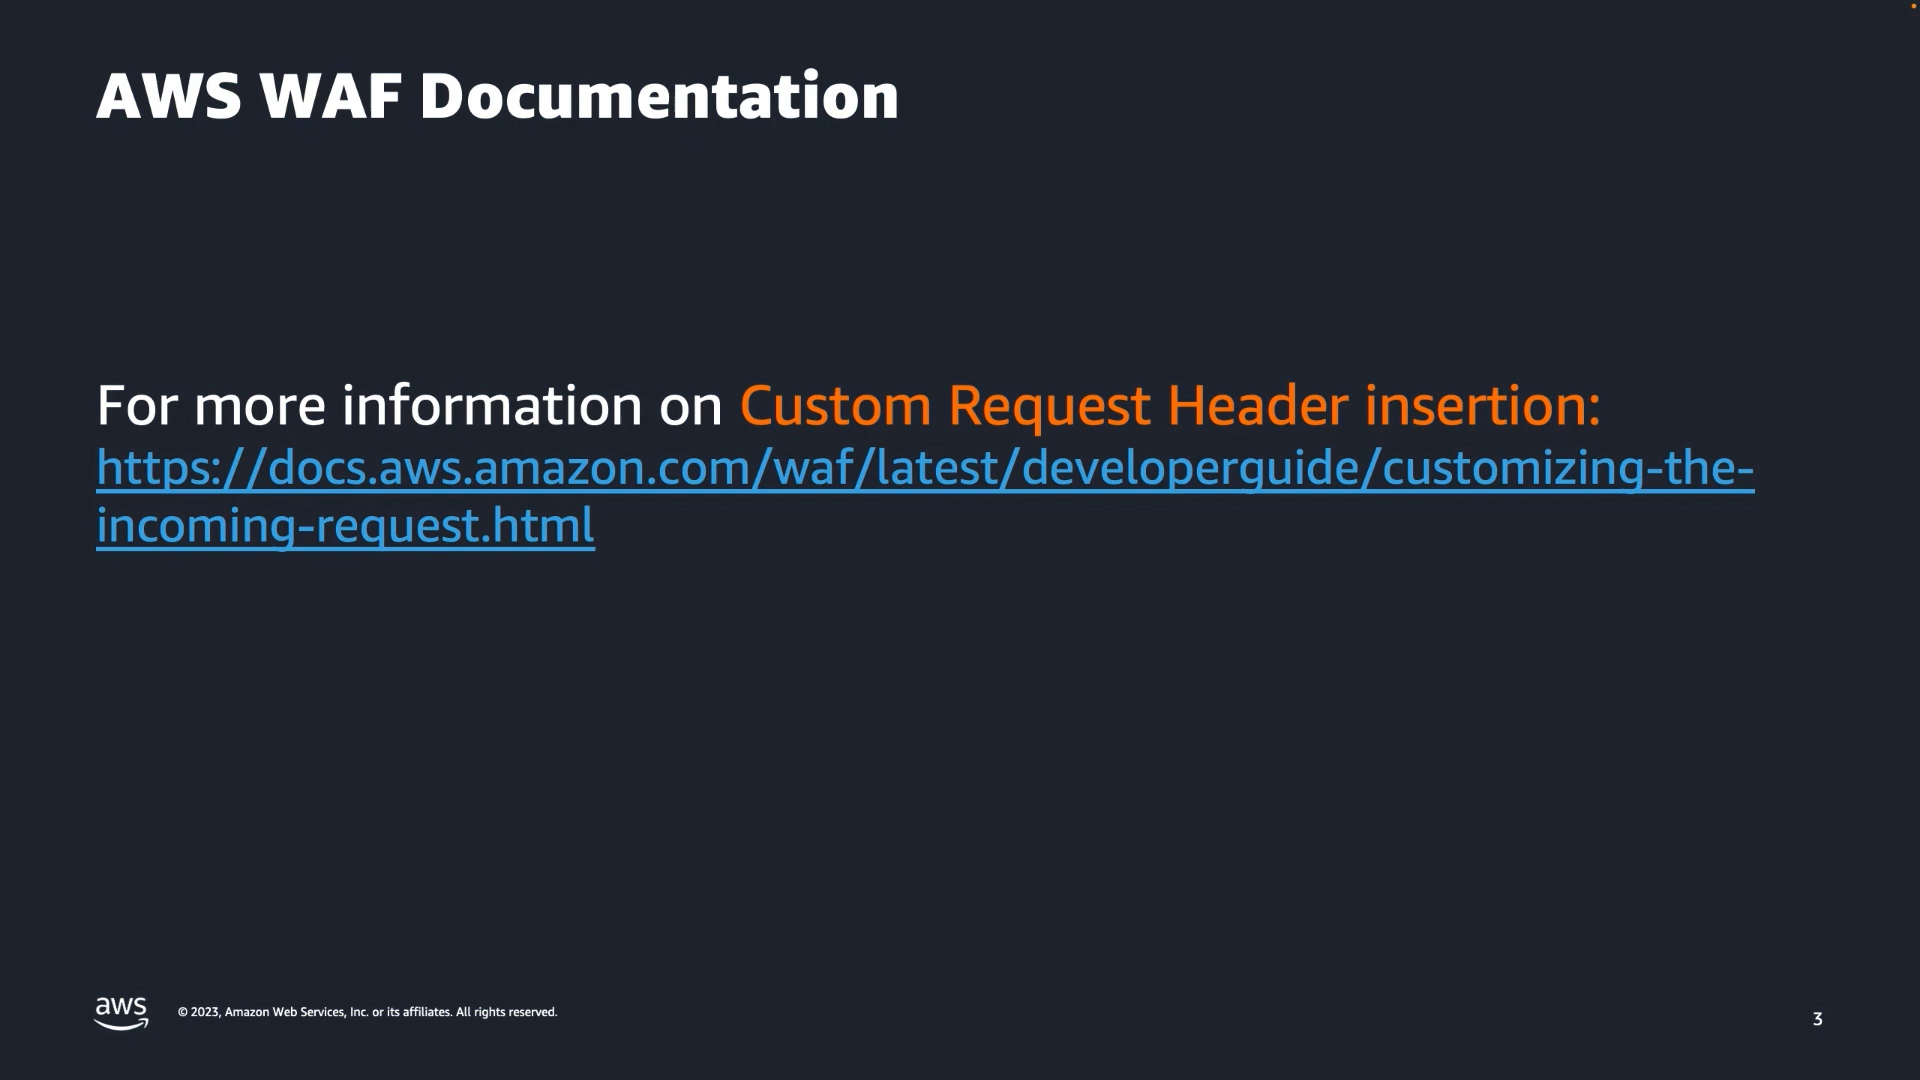 AWS WAF Documentation
For more information on Custom Request Header insertion:
https://docs.aws.amazon.com/waf/latest/developerguide/customizing-the-
incoming-request.html
aws
© 2023, Amazon Web Services, Inc. or its affiliates. All rights reserved.
3